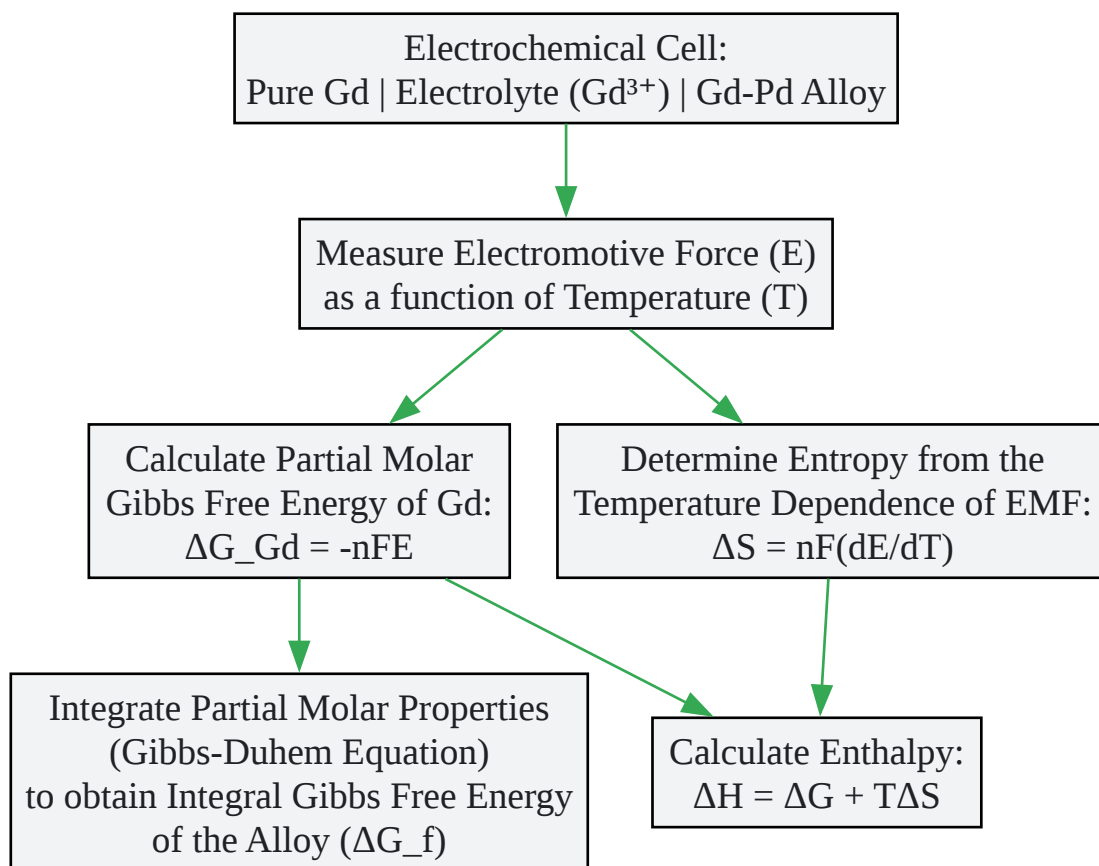 Electrochemical Cell:
Pure Gd | Electrolyte (Gd³⁺) | Gd-Pd Alloy
Measure Electromotive Force (E)
as a function of Temperature (T)
Calculate Partial Molar
Gibbs Free Energy of Gd:
ΔG_Gd = -nFE
Determine Entropy from the
Temperature Dependence of EMF:
ΔS = nF(dE/dT)
Integrate Partial Molar Properties
(Gibbs-Duhem Equation)
to obtain Integral Gibbs Free Energy
of the Alloy (ΔG_f)
Calculate Enthalpy:
ΔH = ΔG + TΔS